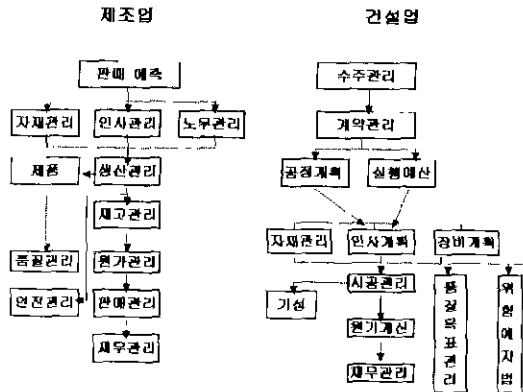 제조업
건설업
판매 예측
자재관리 인사관리 노무관리
제품 생산관리
재고관리
품질관리 원가관리
안전관리 판매관리
재무관리
수주관리
계약관리
공정계획 실행예산
자재관리 인사계획 장비계획
시공관리
기성
재무관리